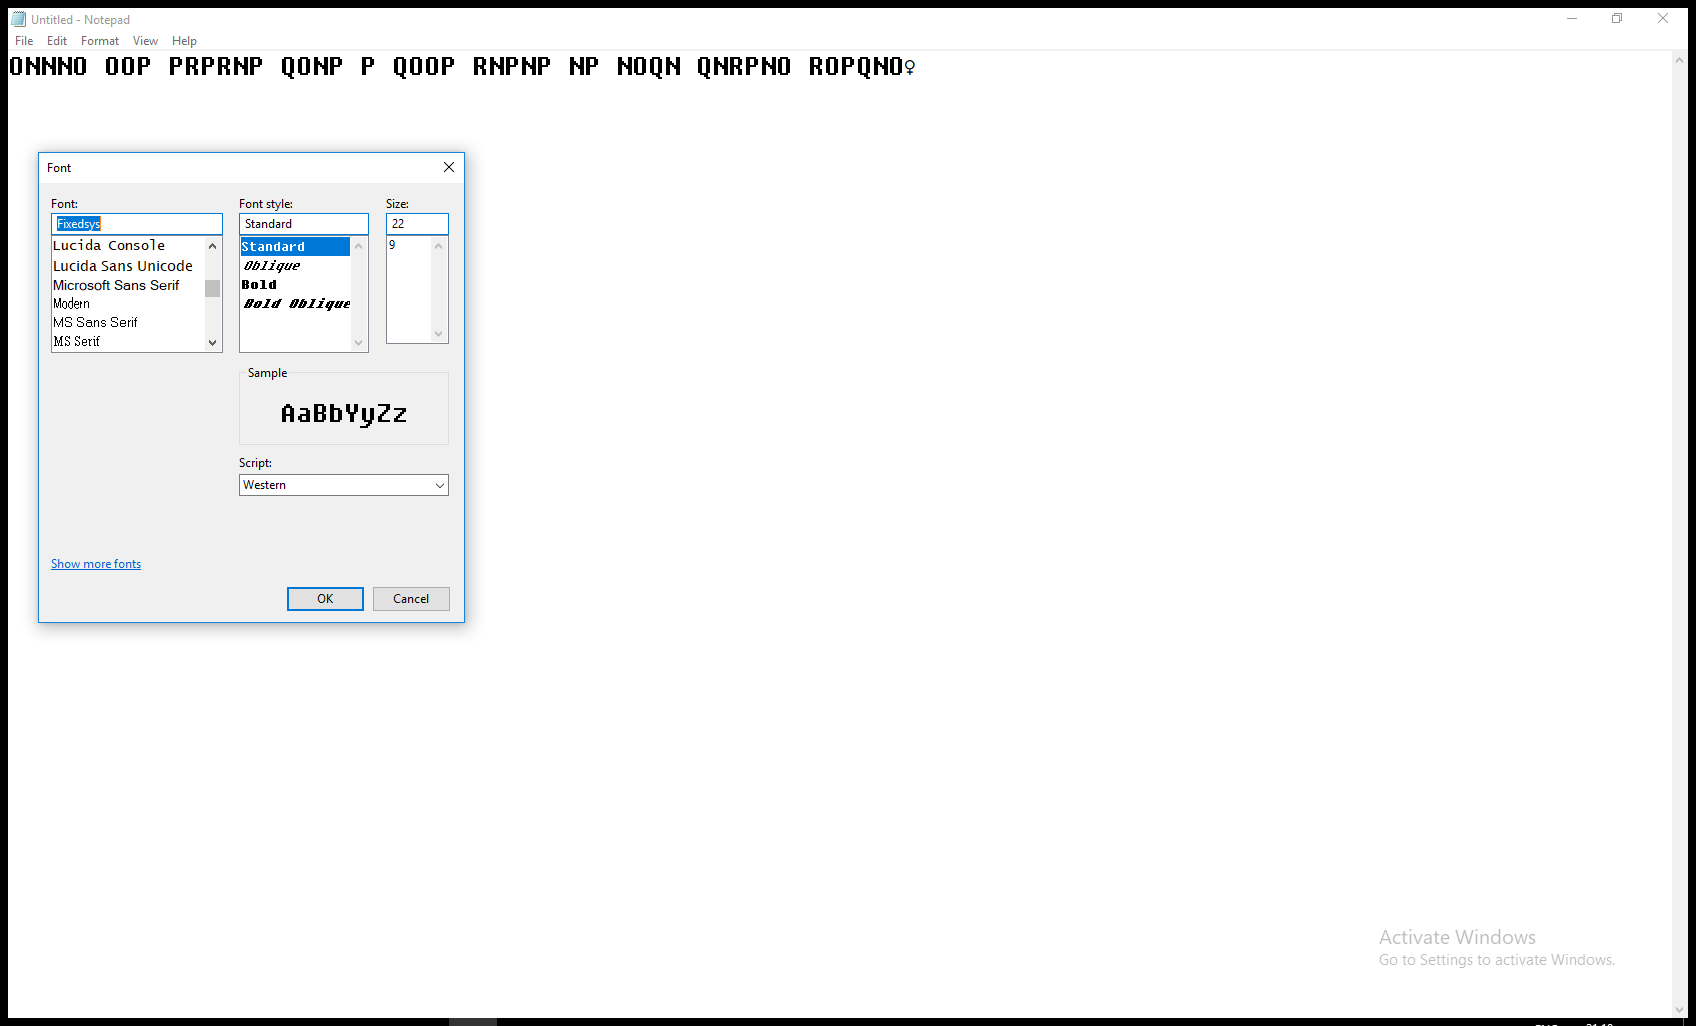 Untitled - Notepad
File Edit Format View Help
ONNNO OOP PRPRNP QONP P QOOP RNPNP NP NOQN QNRPNO ROPQNO♀
Font
Font: Font style: Size:
Fixedsys Standard 22
Lucida Console
Lucida Sans Unicode
Microsoft Sans Serif
Modern
MS Sans Serif
MS Serif
Standard
Oblique
Bold
Bold Oblique
9
Sample
AaBbYyZz
Script:
Western
Show more fonts
OK Cancel
Activate Windows
Go to Settings to activate Windows.